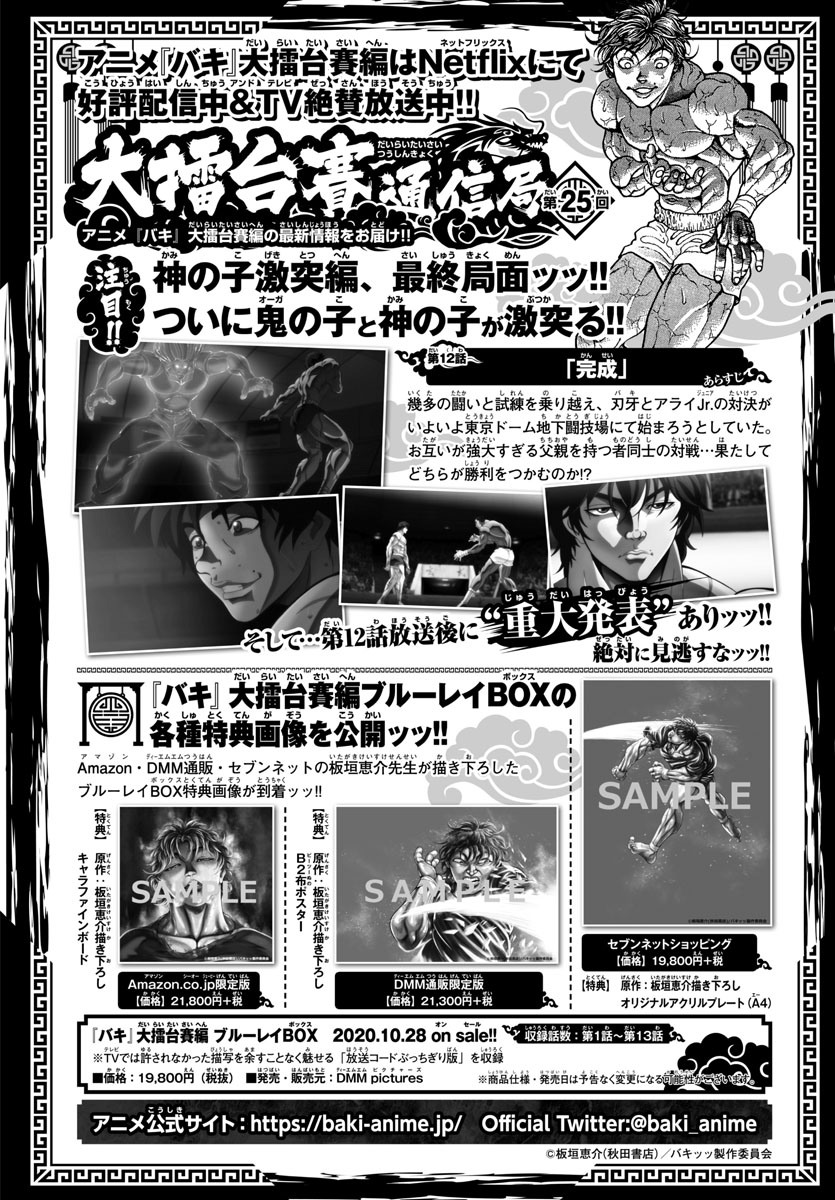 アニメ『バキ』大擂台賽編はNetflixにて
好評配信中&TV絶賛放送中!!
大擂台賽通信局 第25回
アニメ『バキ』大擂台賽編の最新情報をお届け!!
注目!!
神の子激突編、最終局面ッッ!!
ついに鬼の子と神の子が激突る!!
第12話
「完成」
あらすじ
幾多の闘いと試練を乗り越え、刃牙とアライJr.の対決が
いよいよ東京ドーム地下闘技場にて始まろうとしていた。
お互いが強大すぎる父親を持つ者同士の対戦…果たして
どちらが勝利をつかむのか!?
そして…第12話放送後に“重大発表”ありッッ!!
絶対に見逃すなッッ!!
『バキ』大擂台賽編ブルーレイBOXの
各種特典画像を公開ッッ!!
Amazon・DMM通販・セブンネットの板垣恵介先生が描き下ろした
ブルーレイBOX特典画像が到着ッッ!!
【特典】原作:板垣恵介描き下ろし
キャラファインボード
SAMPLE
Amazon.co.jp限定版
【価格】21,800円+税
【特典】原作:板垣恵介描き下ろし
B2布ポスター
SAMPLE
DMM通販限定版
【価格】21,300円+税
SAMPLE
セブンネットショッピング
【価格】19,800円+税
【特典】原作:板垣恵介描き下ろし
オリジナルアクリルプレート(A4)
『バキ』大擂台賽編 ブルーレイBOX 2020.10.28 on sale!!
収録話数:第1話〜第13話
※TVでは許されなかった描写を余すことなく魅せる「放送コードぶっちぎり版」を収録
■価格:19,800円(税抜) ■発売・販売元:DMM pictures
※商品仕様・発売日は予告なく変更になる可能性がございます。
アニメ公式サイト:https://baki-anime.jp/ Official Twitter:@baki_anime
©板垣恵介(秋田書店)/バキッッ製作委員会